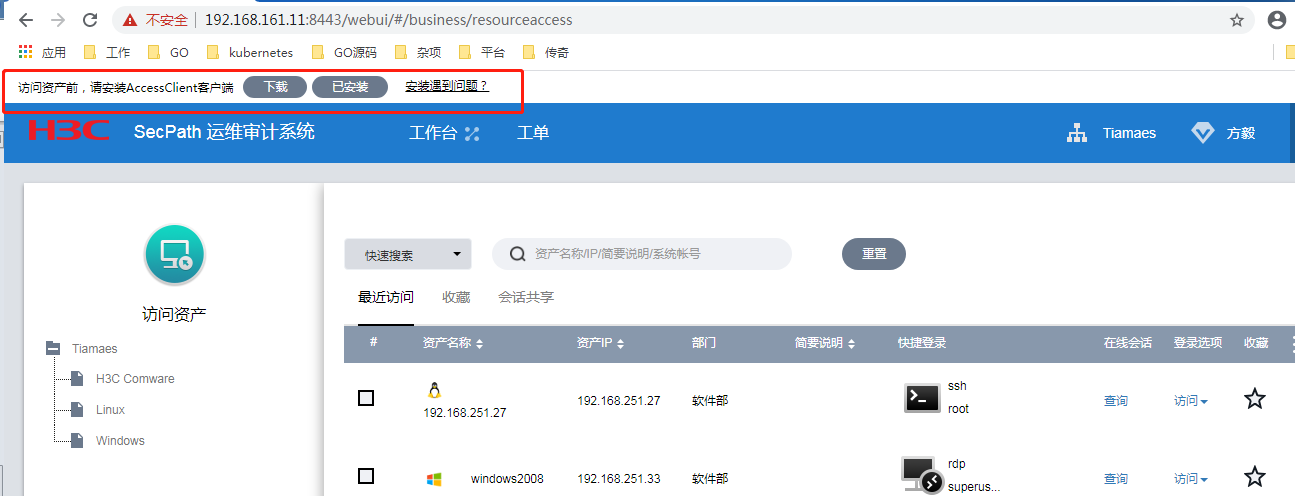 不安全 192.168.161.11:8443/webui/#/business/resourceaccess
应用 工作 GO kubernetes GO源码 杂项 平台 传奇
访问资产前，请安装AccessClient客户端 下载 已安装 安装遇到问题？
H3C SecPath 运维审计系统 工作台 工单 Tiamaes 方毅
访问资产
Tiamaes
H3C Comware
Linux
Windows
快速搜索 资产名称/IP/简要说明/系统帐号 重置
最近访问 收藏 会话共享
# 资产名称 资产IP 部门 简要说明 快捷登录 在线会话 登录选项 收藏
192.168.251.27 192.168.251.27 软件部 ssh root 查询 访问
windows2008 192.168.251.33 软件部 rdp superus... 查询 访问